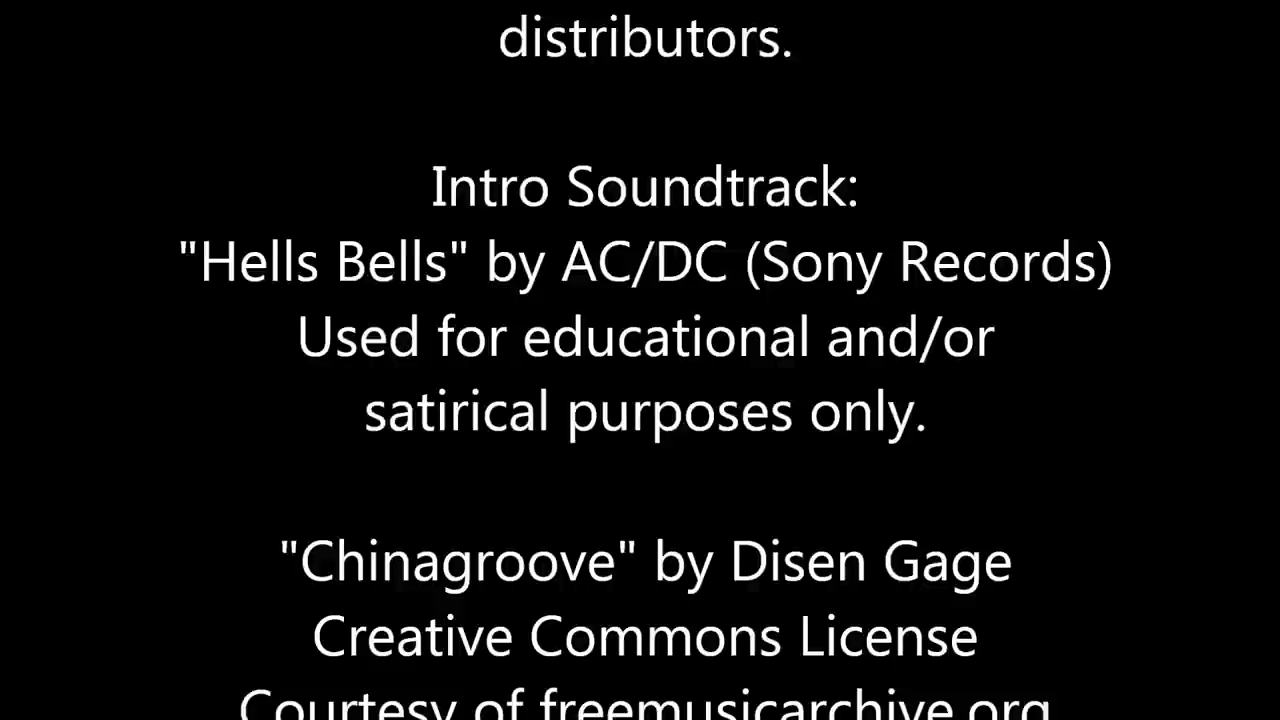 distributors.
Intro Soundtrack:
"Hells Bells" by AC/DC (Sony Records)
Used for educational and/or
satirical purposes only.
"Chinagroove" by Disen Gage
Creative Commons License
Courtesy of freemusicarchive.org